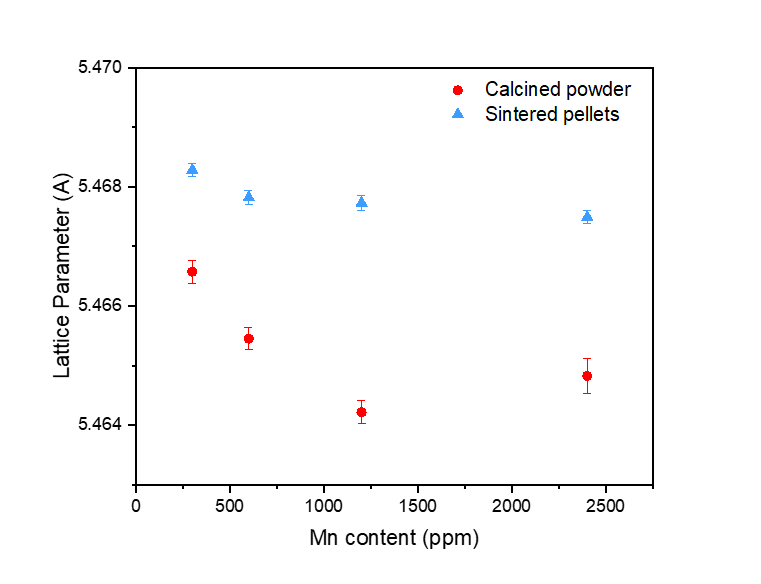 5.470
Calcined powder
Sintered pellets
5.468
5.466
5.464
Lattice Parameter (A)
0
500
1000
1500
2000
2500
Mn content (ppm)